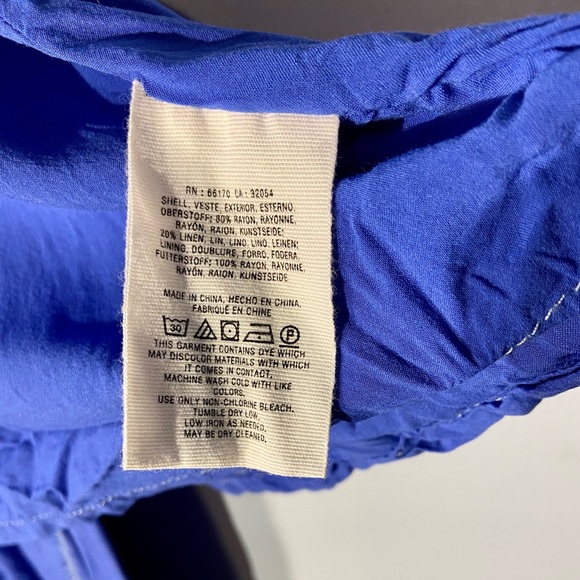 RN : 66170 CA : 32054
SHELL, VESTE, EXTERIOR, ESTERNO,
OBERSTOFF: 80% RAYON, RAYONNE,
RAYÓN, RAION, KUNSTSEIDE:
20% LINEN, LIN, LINO, LINO, LEINEN;
LINING, DOUBLURE, FORRO, FODERA,
FUTTERSTOFF: 100% RAYON, RAYONNE,
RAYÓN, RAION, KUNSTSEIDE
MADE IN CHINA, HECHO EN CHINA.
FABRIQUÉ EN CHINE
30 P
THIS GARMENT CONTAINS DYE WHICH
MAY DISCOLOR MATERIALS WITH WHICH
IT COMES IN CONTACT.
MACHINE WASH COLD WITH LIKE
COLORS.
USE ONLY NON-CHLORINE BLEACH.
TUMBLE DRY LOW.
LOW IRON AS NEEDED.
MAY BE DRY CLEANED.